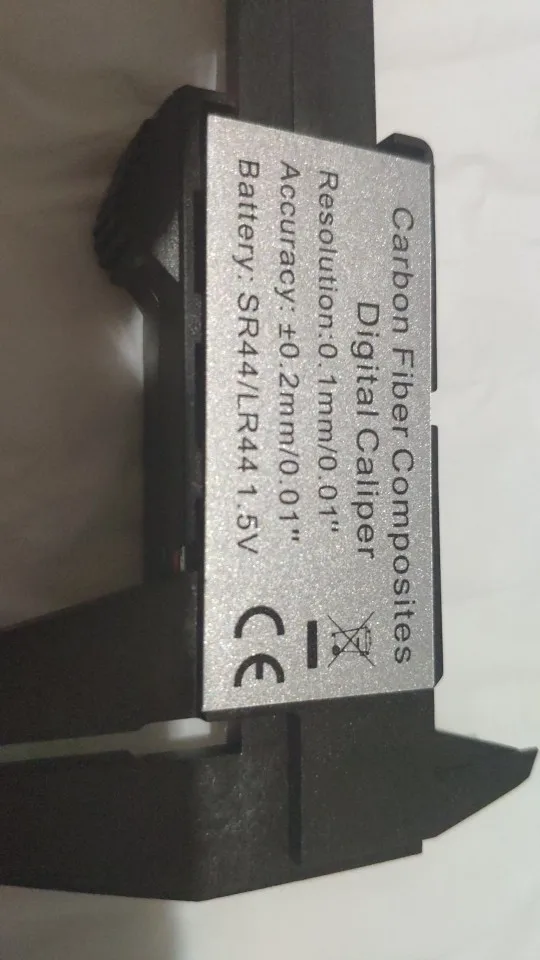 Carbon Fiber Composites
Digital Caliper
Resolution:0.1mm/0.01"
Accuracy: ±0.2mm/0.01"
Battery: SR44/LR44 1.5V
CE